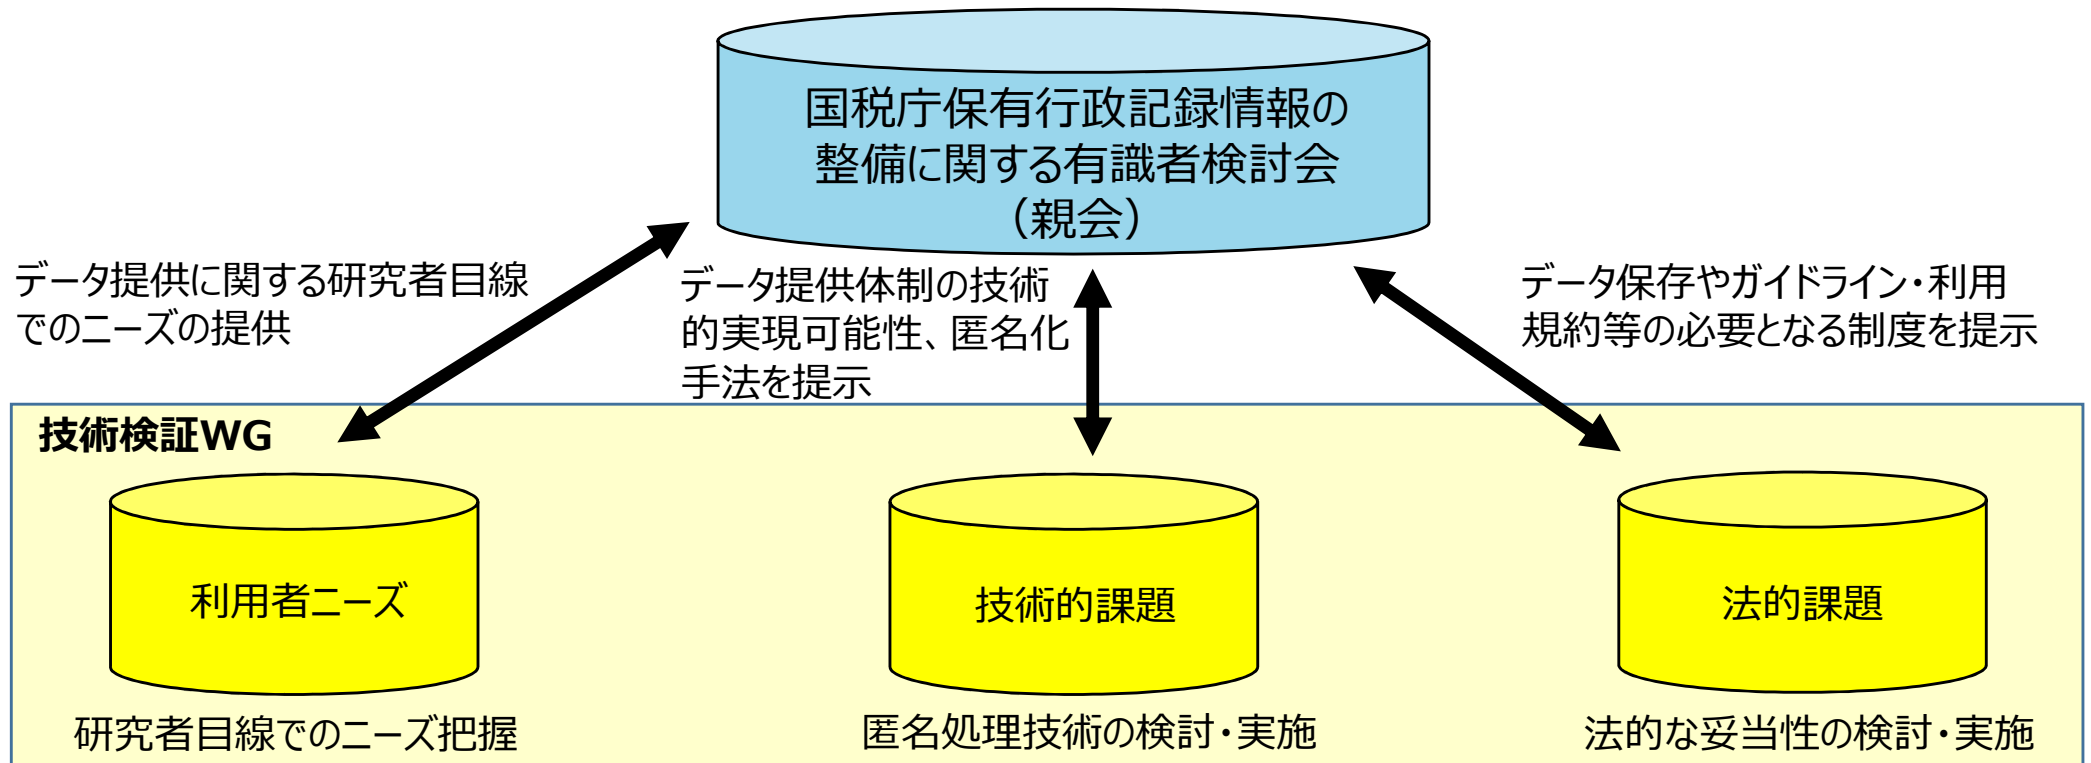 国税庁保有行政記録情報の
整備に関する有識者検討会
（親会）
データ提供に関する研究者目線
でのニーズの提供
データ提供体制の技術
的実現可能性、匿名化
手法を提示
データ保存やガイドライン・利用
規約等の必要となる制度を提示
技術検証WG
利用者ニーズ
技術的課題
法的課題
研究者目線でのニーズ把握
匿名処理技術の検討・実施
法的な妥当性の検討・実施